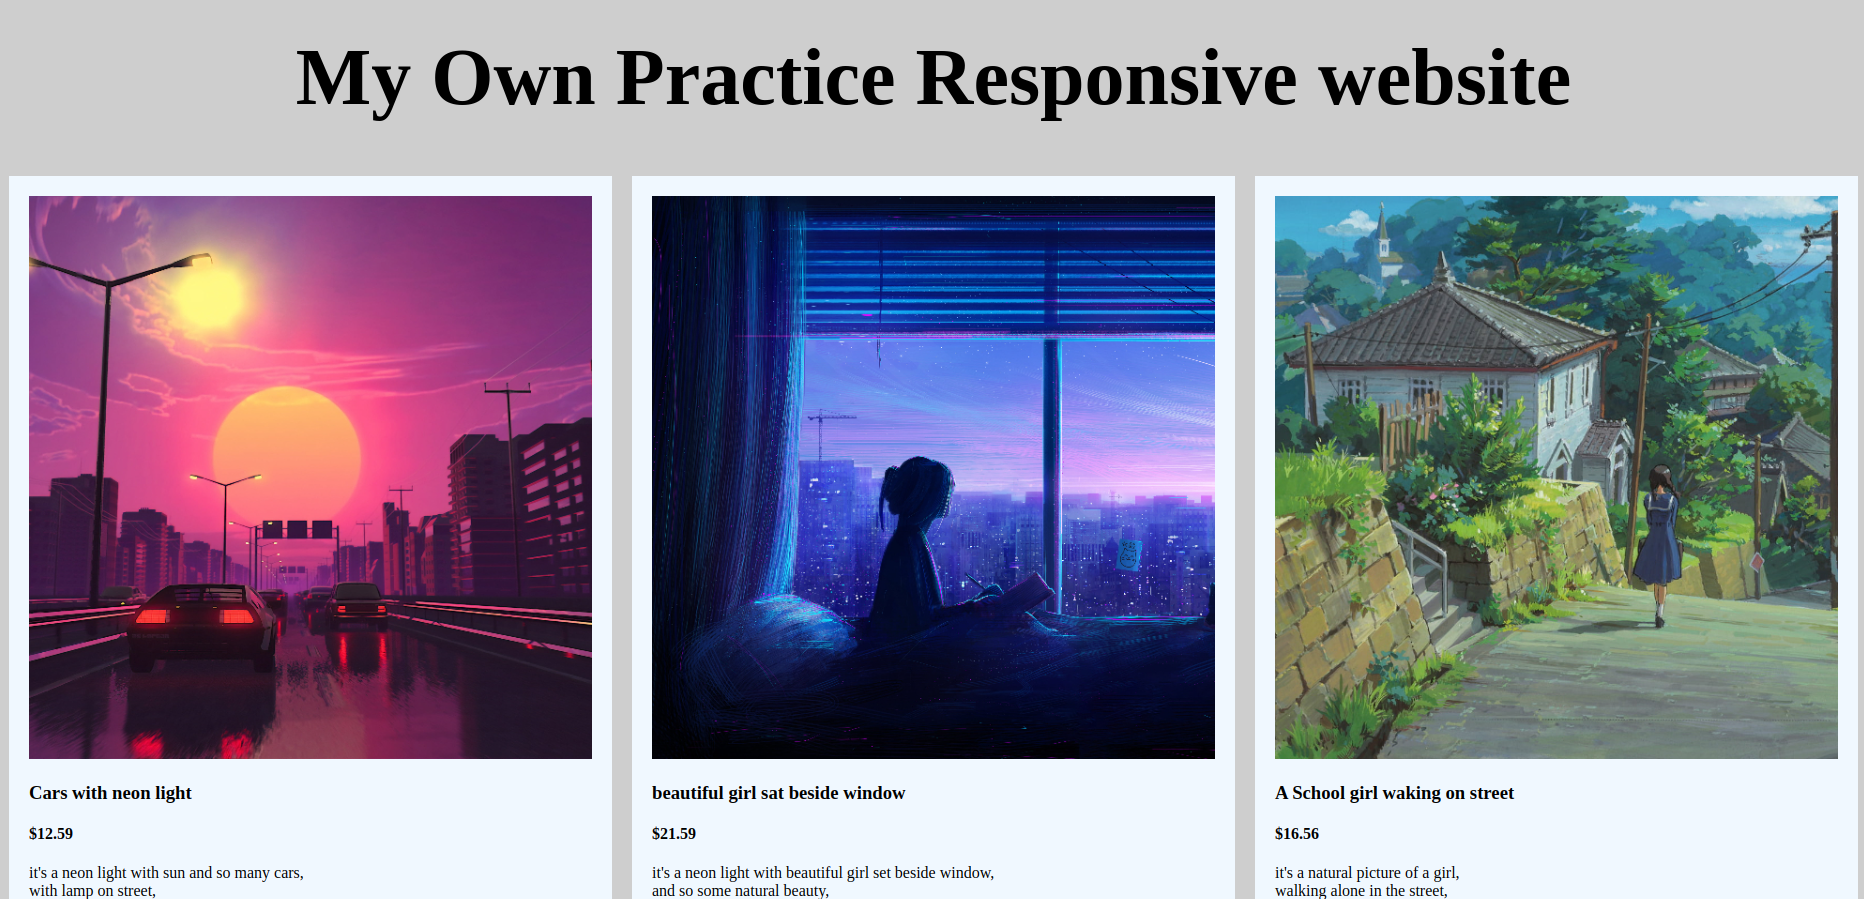 My Own Practice Responsive website
Cars with neon light
$12.59
it's a neon light with sun and so many cars,
with lamp on street,
beautiful girl sat beside window
$21.59
it's a neon light with beautiful girl set beside window,
and so some natural beauty,
A School girl waking on street
$16.56
it's a natural picture of a girl,
walking alone in the street,